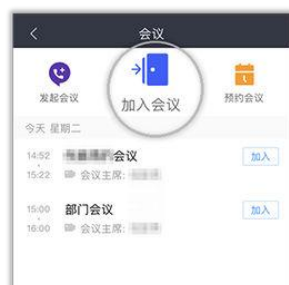 会议
发起会议
加入会议
预约会议
今天 星期二
14:52
会议
加入
15:22
会议主席:
15:00
部门会议
加入
16:00
会议主席: